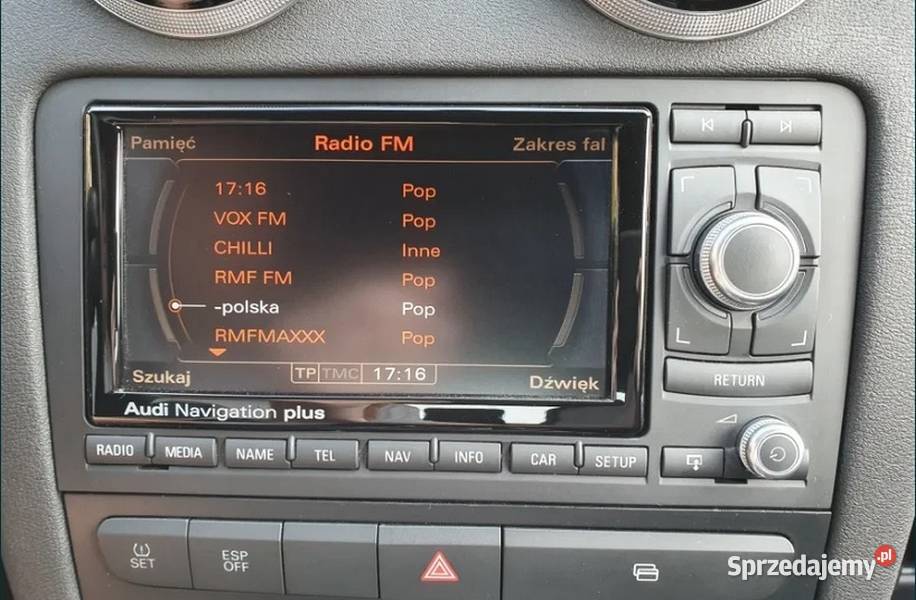 Pamięć Radio FM Zakres fal
17:16 Pop
VOX FM Pop
CHILLI Inne
RMF FM Pop
-polska Pop
RMFMAXXX Pop
Szukaj TP TMC 17:16 Dźwięk
RETURN
Audi Navigation plus
RADIO MEDIA NAME TEL NAV INFO CAR SETUP
SET
ESP
OFF
Sprzedajemy.pl